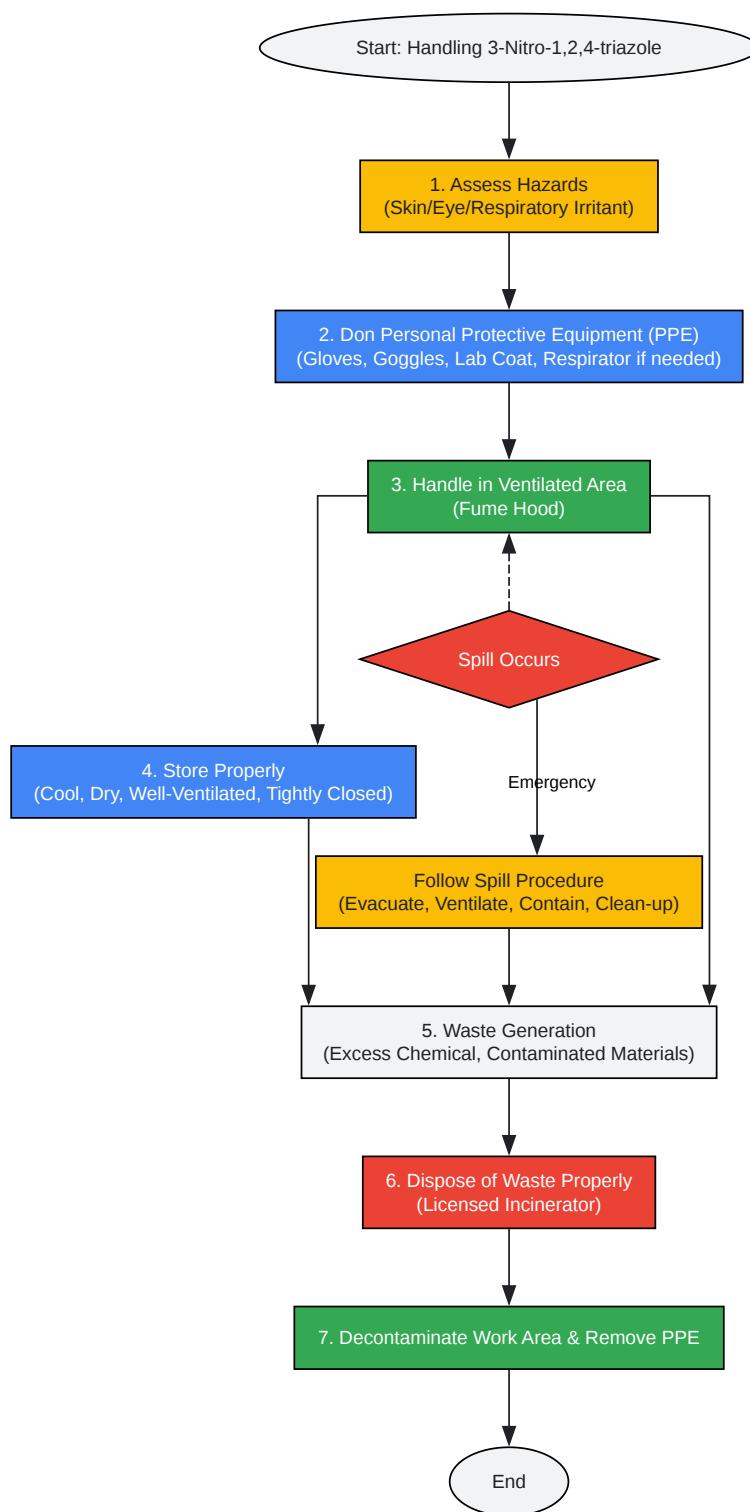 Start: Handling 3-Nitro-1,2,4-triazole
1. Assess Hazards
(Skin/Eye/Respiratory Irritant)
2. Don Personal Protective Equipment (PPE)
(Gloves, Goggles, Lab Coat, Respirator if needed)
3. Handle in Ventilated Area
(Fume Hood)
Spill Occurs
4. Store Properly
(Cool, Dry, Well-Ventilated, Tightly Closed)
Emergency
Follow Spill Procedure
(Evacuate, Ventilate, Contain, Clean-up)
5. Waste Generation
(Excess Chemical, Contaminated Materials)
6. Dispose of Waste Properly
(Licensed Incinerator)
7. Decontaminate Work Area & Remove PPE
End